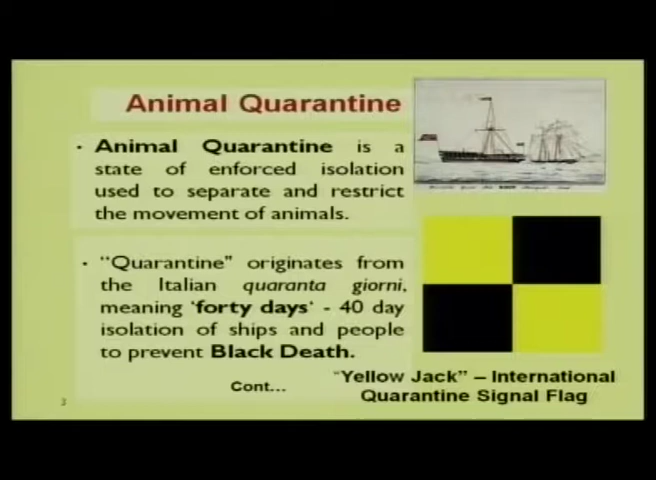 Animal Quarantine
• Animal Quarantine is a
state of enforced isolation
used to separate and restrict
the movement of animals.
• “Quarantine" originates from
the Italian quaranta giorni,
meaning ‘forty days‘ - 40 day
isolation of ships and people
to prevent Black Death.
Cont...
“Yellow Jack” – International
Quarantine Signal Flag
3